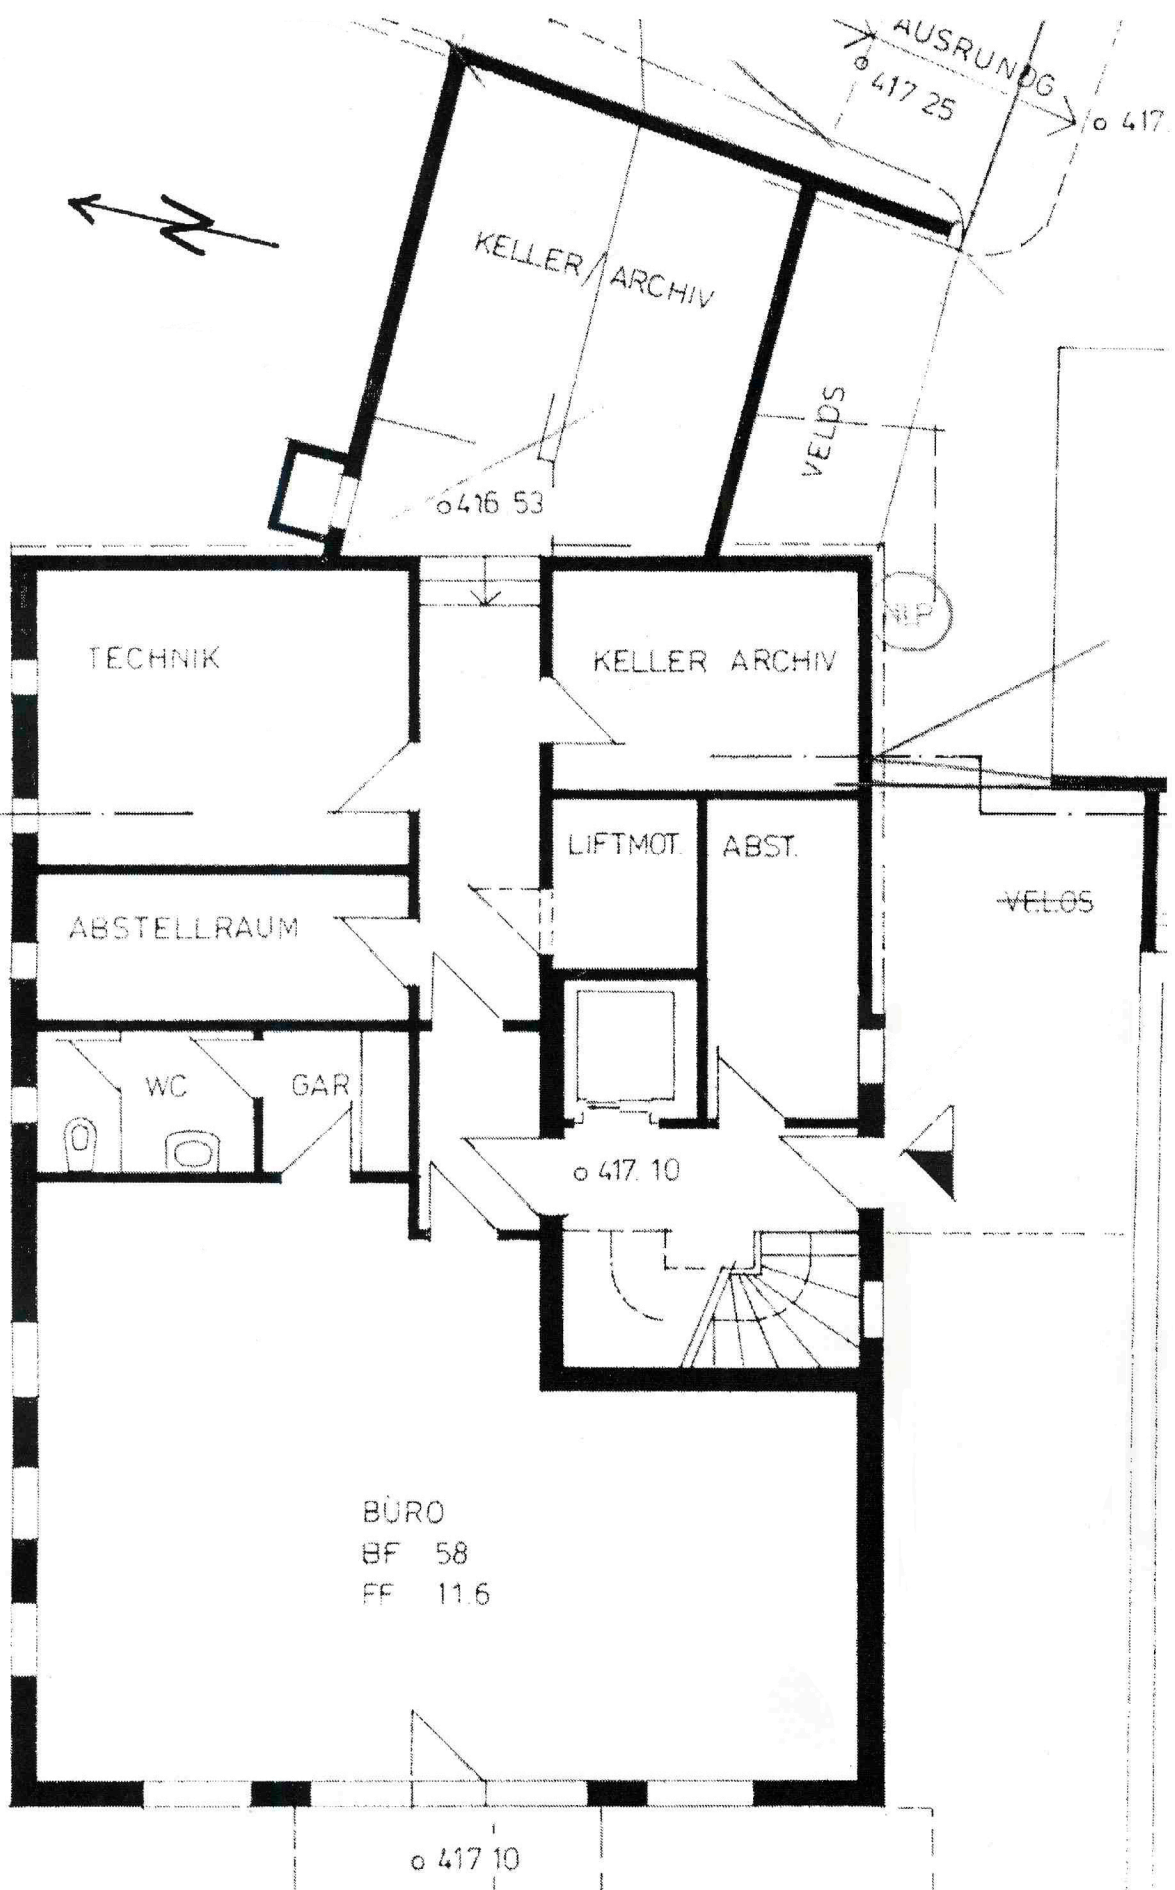 AUSRUNDG
417 25
417.
KELLER / ARCHIV
VELOS
416 53
NIP
TECHNIK
KELLER ARCHIV
LIFTMOT.
ABST.
VELOS
ABSTELLRAUM
WC
GAR
417.10
BÜRO
BF 58
FF 11.6
417 10